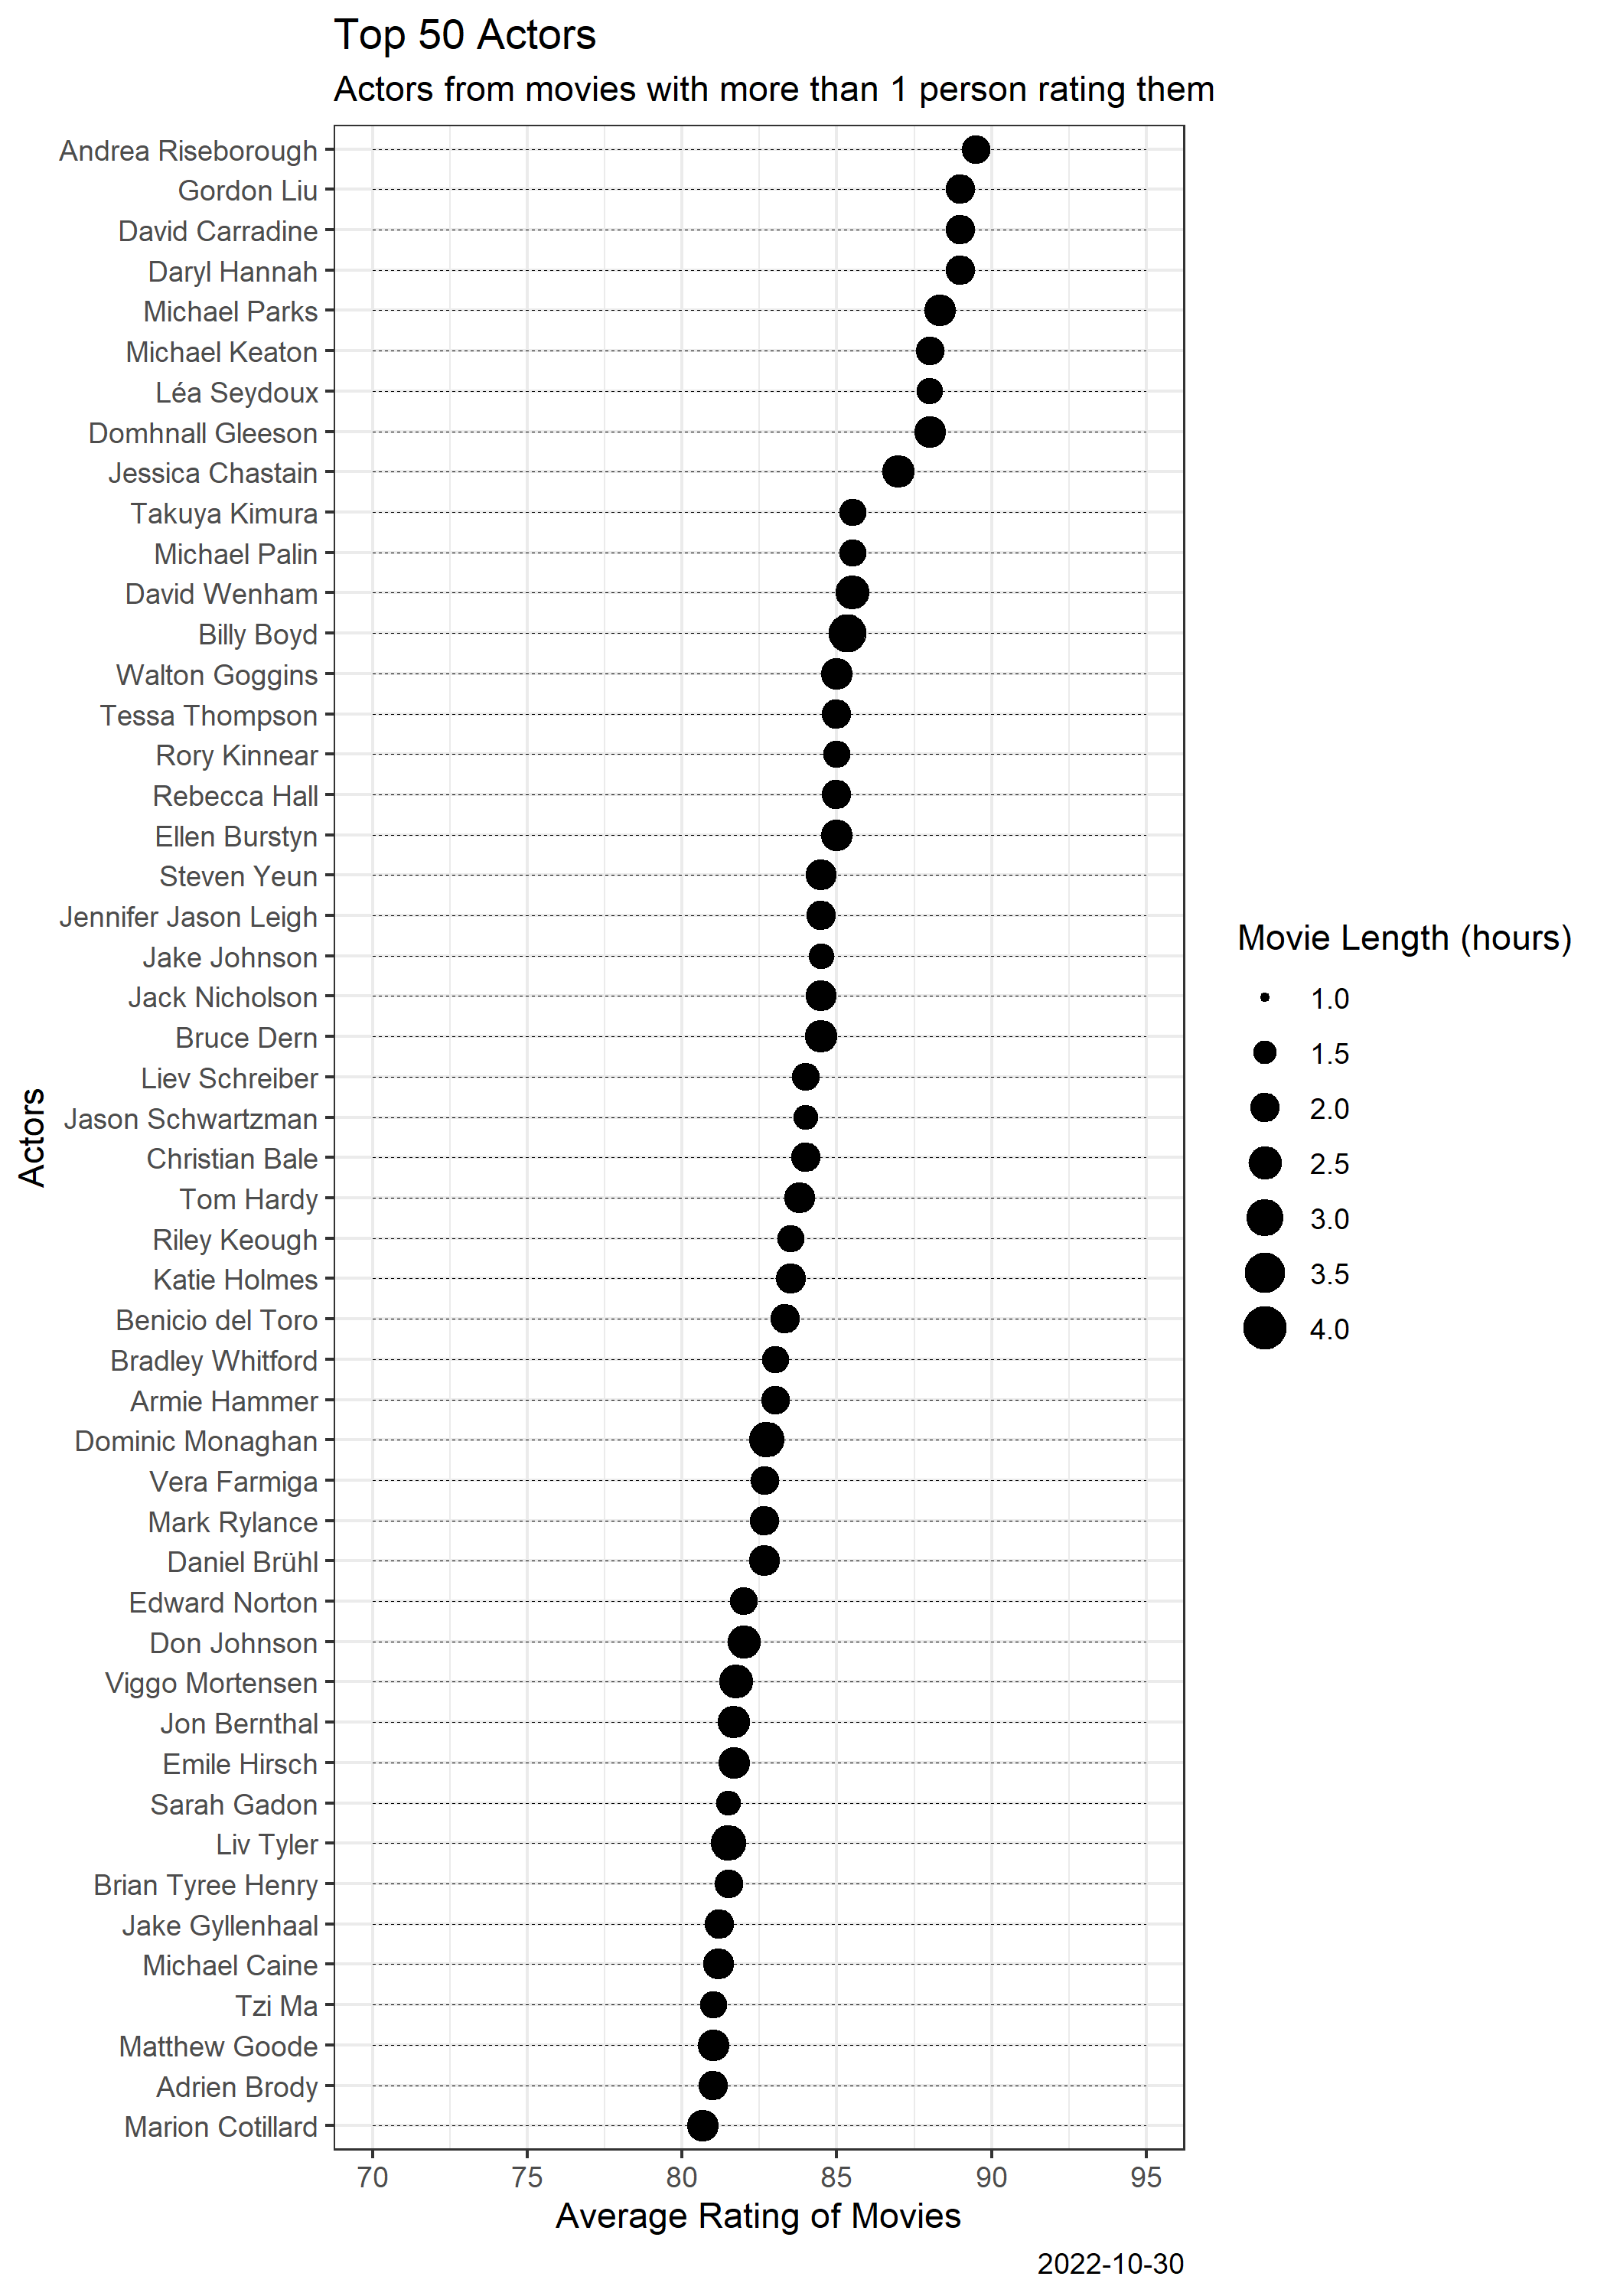 Top 50 Actors
Actors from movies with more than 1 person rating them
Andrea Riseborough
Gordon Liu
David Carradine
Daryl Hannah
Michael Parks
Michael Keaton
Léa Seydoux
Domhnall Gleeson
Jessica Chastain
Takuya Kimura
Michael Palin
David Wenham
Billy Boyd
Walton Goggins
Tessa Thompson
Rory Kinnear
Rebecca Hall
Ellen Burstyn
Steven Yeun
Jennifer Jason Leigh
Jake Johnson
Jack Nicholson
Bruce Dern
Liev Schreiber
Jason Schwartzman
Christian Bale
Tom Hardy
Riley Keough
Katie Holmes
Benicio del Toro
Bradley Whitford
Armie Hammer
Dominic Monaghan
Vera Farmiga
Mark Rylance
Daniel Brühl
Edward Norton
Don Johnson
Viggo Mortensen
Jon Bernthal
Emile Hirsch
Sarah Gadon
Liv Tyler
Brian Tyree Henry
Jake Gyllenhaal
Michael Caine
Tzi Ma
Matthew Goode
Adrien Brody
Marion Cotillard
Actors
70 75 80 85 90 95
Average Rating of Movies
2022-10-30
Movie Length (hours)
1.0
1.5
2.0
2.5
3.0
3.5
4.0